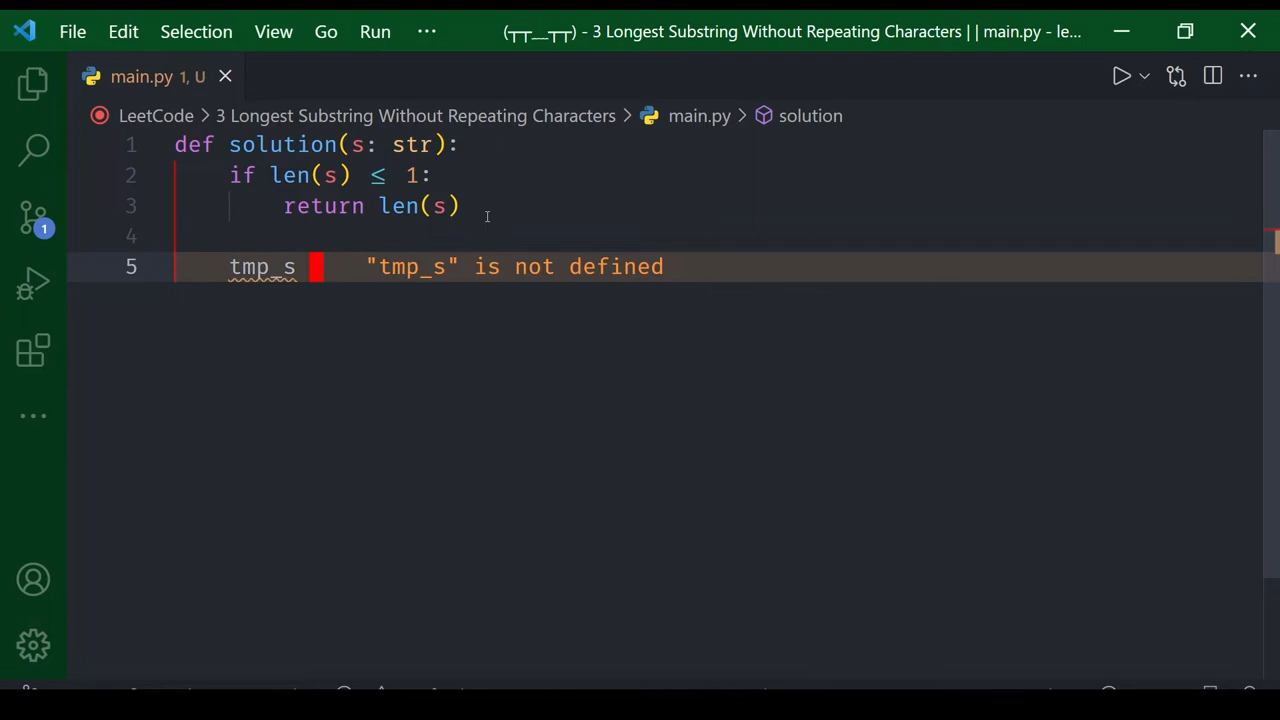 File Edit Selection View Go Run ··· (┬┬﹏┬┬) - 3 Longest Substring Without Repeating Characters | | main.py - le...
main.py 1, U
LeetCode > 3 Longest Substring Without Repeating Characters > main.py > solution
1 def solution(s: str):
2 if len(s) ≤ 1:
3 return len(s)
4
5 tmp_s "tmp_s" is not defined
1